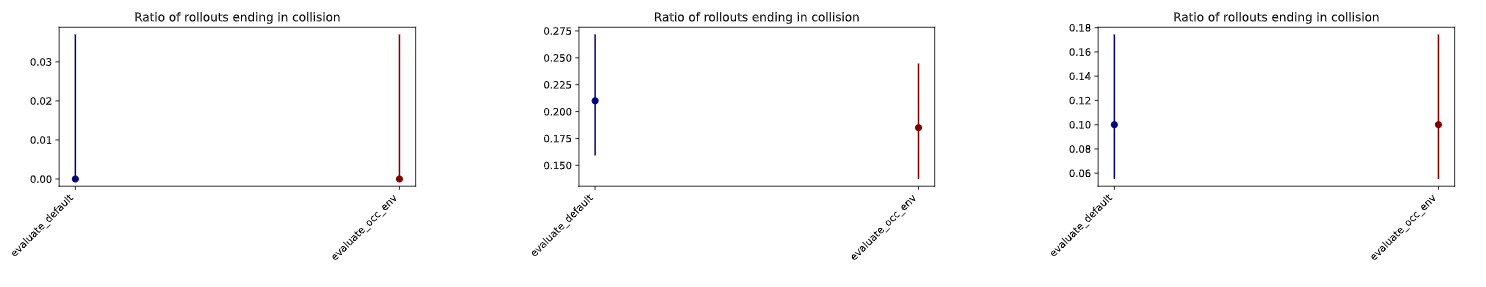 Ratio of rollouts ending in collision
0.03
0.02
0.01
0.00
evaluate_default
evaluate_occ_env
Ratio of rollouts ending in collision
0.275
0.250
0.225
0.200
0.175
0.150
evaluate_default
evaluate_occ_env
Ratio of rollouts ending in collision
0.18
0.16
0.14
0.12
0.10
0.08
0.06
evaluate_default
evaluate_occ_env